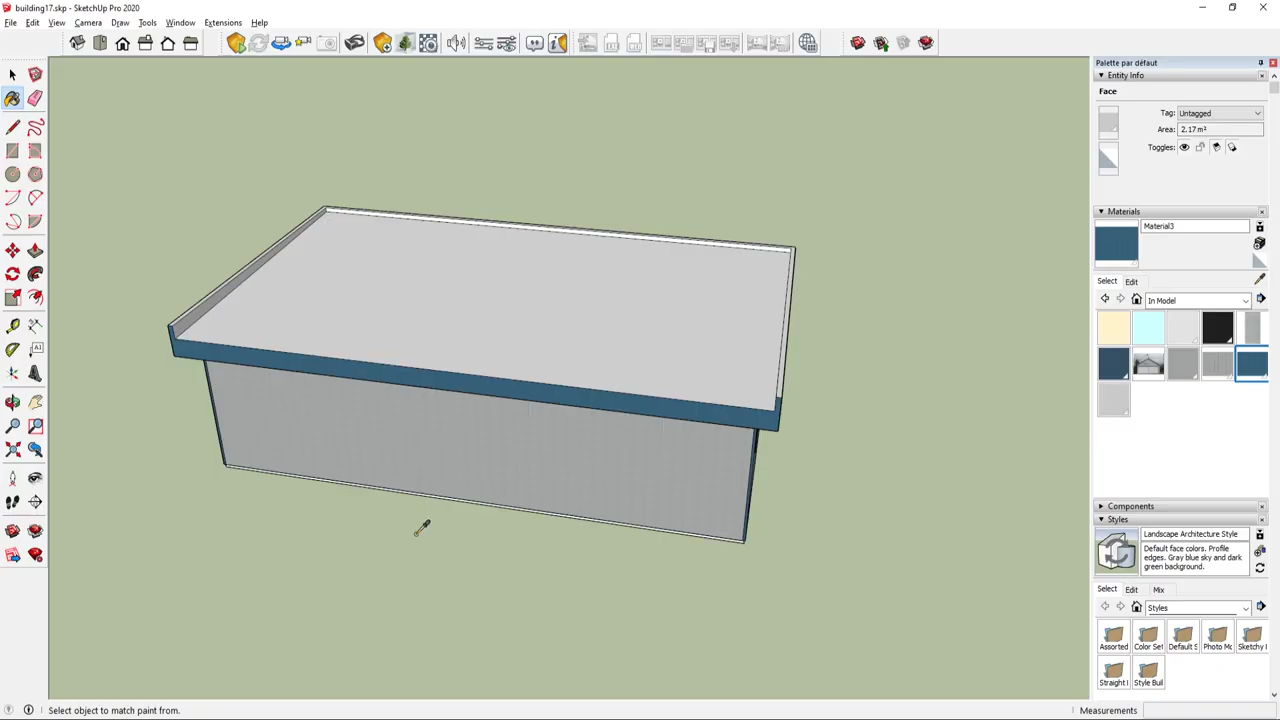 building17.skp - SketchUp Pro 2020
File Edit View Camera Draw Tools Window Extensions Help
Palette par défaut
Entity Info
Face
Tag: Untagged
Area: 2.17 m²
Toggles:
Materials
Material3
Select Edit
In Model
Components
Styles
Landscape Architecture Style
Default face colors. Profile
edges. Gray blue sky and dark
green background.
Select Edit Mix
Styles
Assorted Color Set Default S Photo Mo Sketchy I
Straight I Style Buil
Select object to match paint from.
Measurements